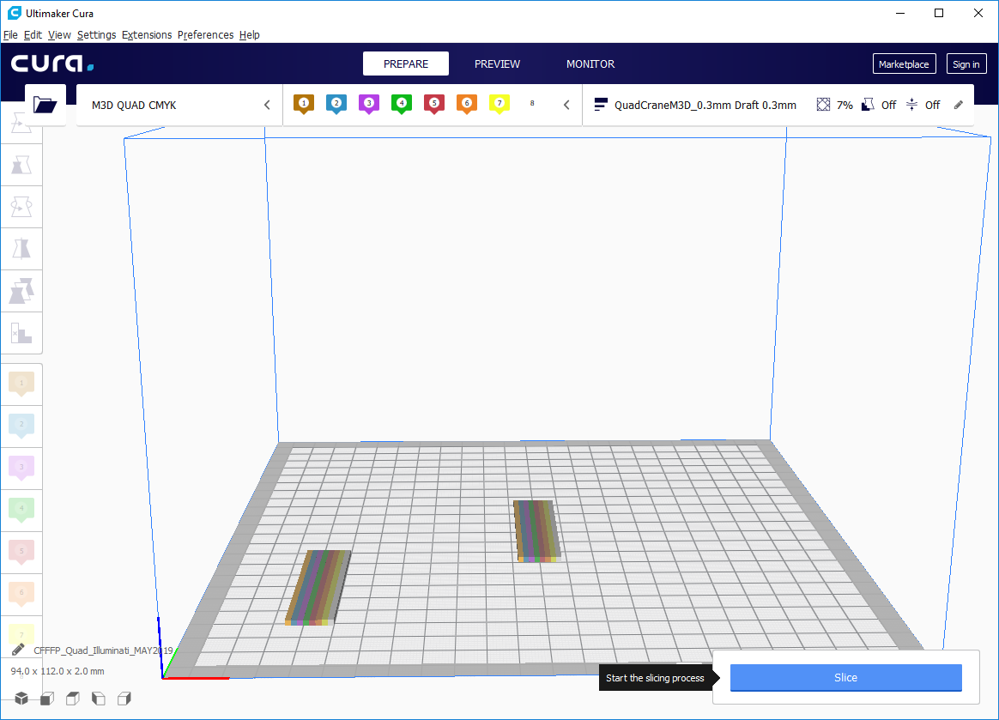 Ultimaker Cura
File Edit View Settings Extensions Preferences Help
cura.
PREPARE PREVIEW MONITOR
Marketplace Sign in
M3D QUAD CMYK
1 2 3 4 5 6 7 8
QuadCraneM3D_0.3mm Draft 0.3mm
7% Off Off
1
2
3
4
5
6
7
CFFFP_Quad_Illuminati_MAY2019
94.0 x 112.0 x 2.0 mm
Start the slicing process
Slice